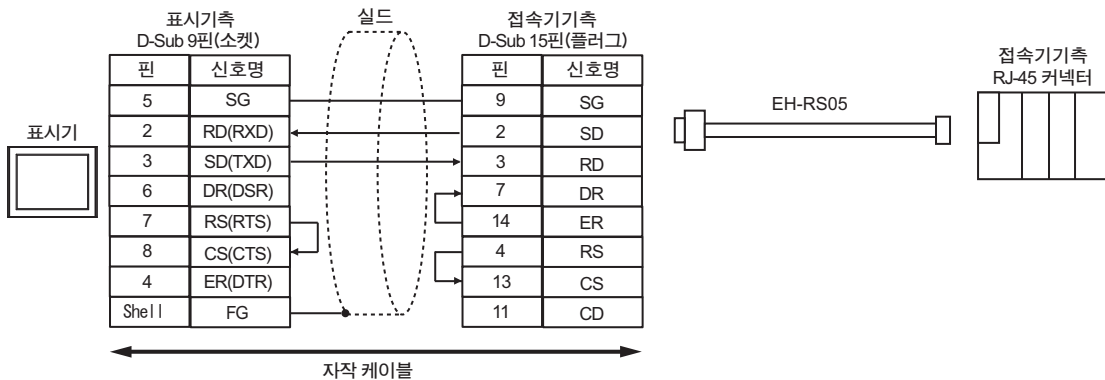 표시기측
D-Sub 9핀(소켓)
실드
접속기기측
D-Sub 15핀(플러그)
접속기기측
RJ-45 커넥터
핀 신호명 핀 신호명
5 SG 9 SG
EH-RS05
표시기
2 RD(RXD) 2 SD
3 SD(TXD) 3 RD
6 DR(DSR) 7 DR
7 RS(RTS) 14 ER
8 CS(CTS) 4 RS
4 ER(DTR) 13 CS
Shell FG 11 CD
자작 케이블